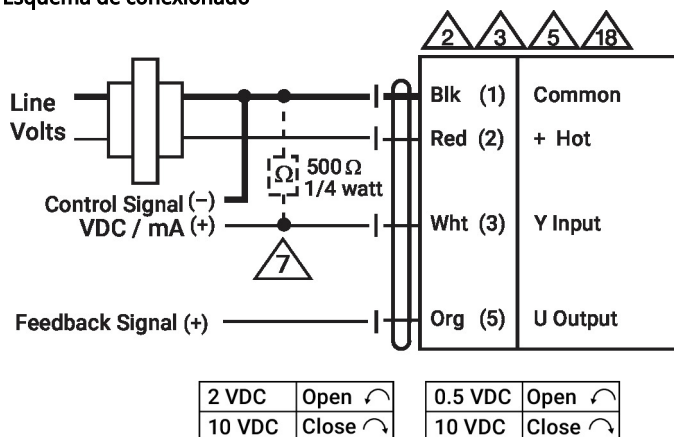 Esquema de conexionado
2 3 5 18
Line
Volts
Blk (1) Common
Red (2) + Hot
Ω 500 Ω
1/4 watt
Control Signal (−)
VDC / mA (+)
Wht (3) Y Input
7
Feedback Signal (+)
Org (5) U Output
2 VDC Open 0.5 VDC Open
10 VDC Close 10 VDC Close